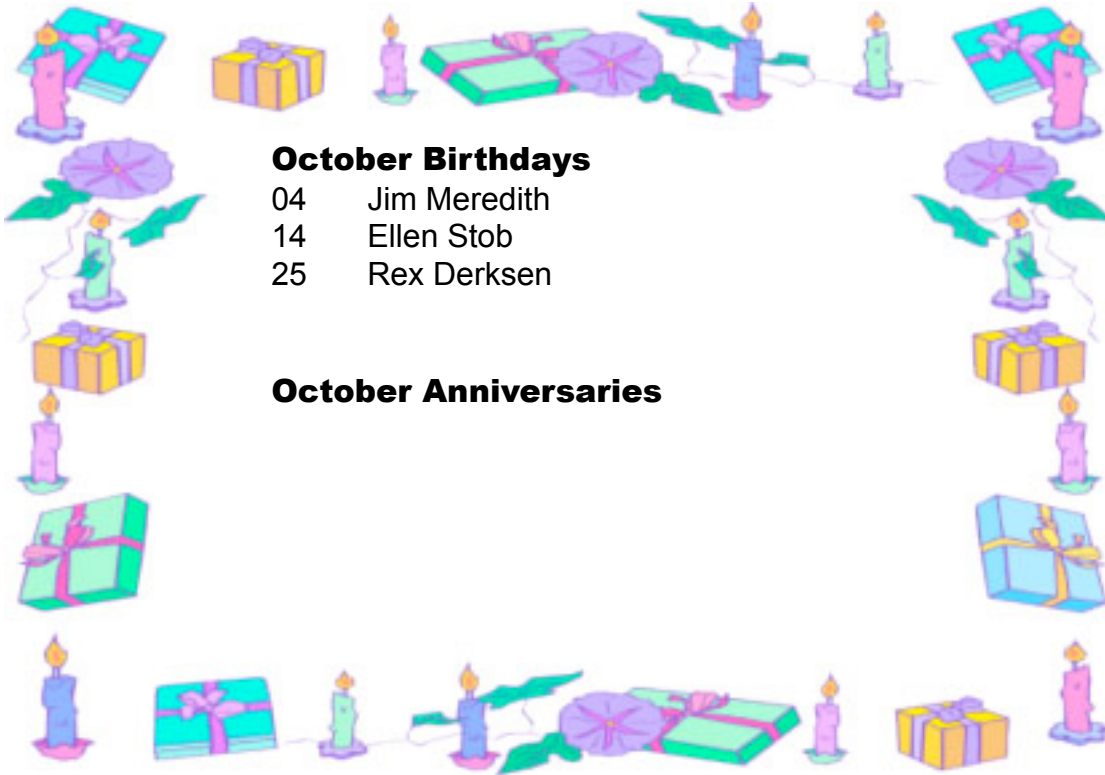 October Birthdays
04 Jim Meredith
14 Ellen Stob
25 Rex Derksen
October Anniversaries